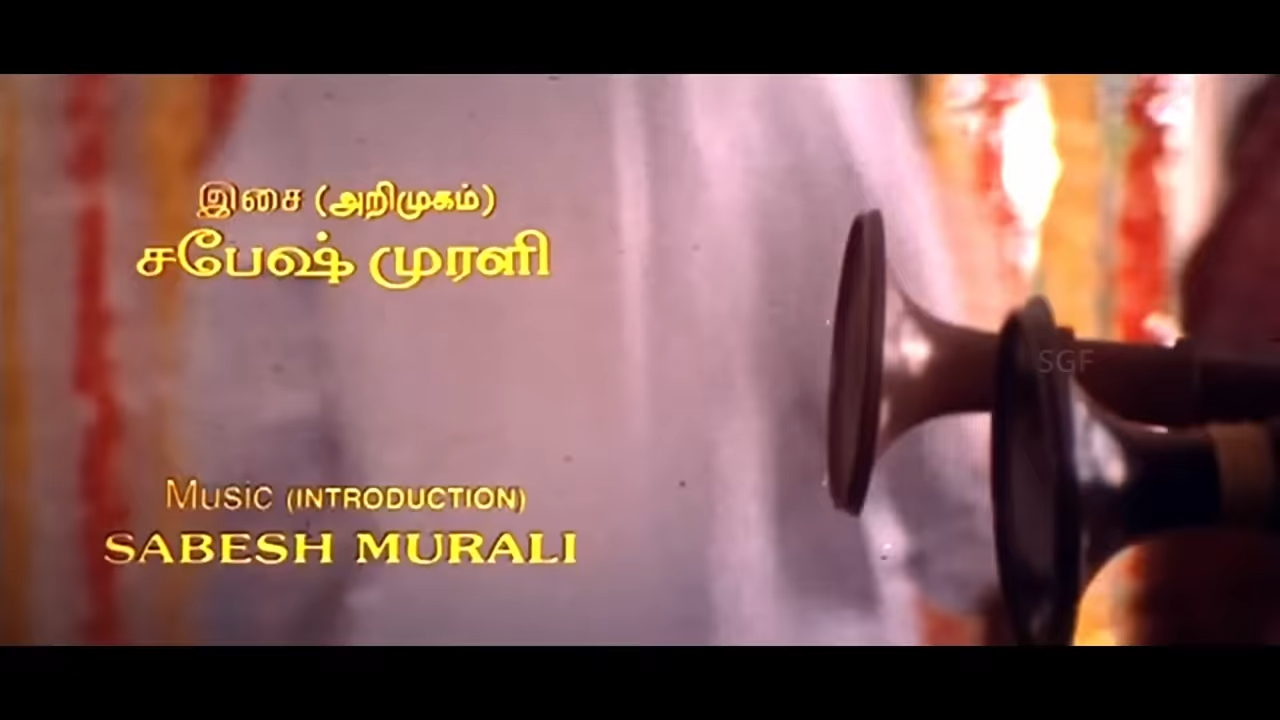 இசை (அறிமுகம்)
சபேஷ் முரளி
SGF
Music (INTRODUCTION)
SABESH MURALI